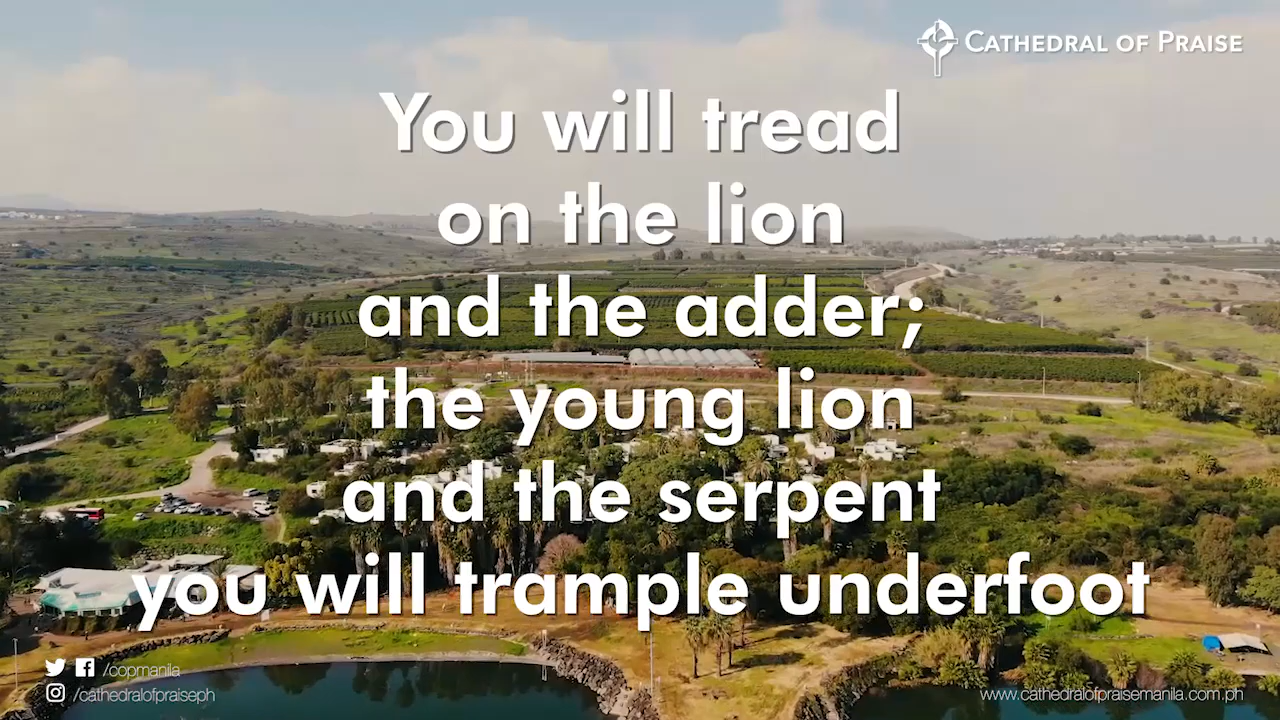 CATHEDRAL OF PRAISE
You will tread
on the lion
and the adder;
the young lion
and the serpent
you will trample underfoot
/copmanila
/cathedralofpraiseph
www.cathedralofpraisemanila.com.ph